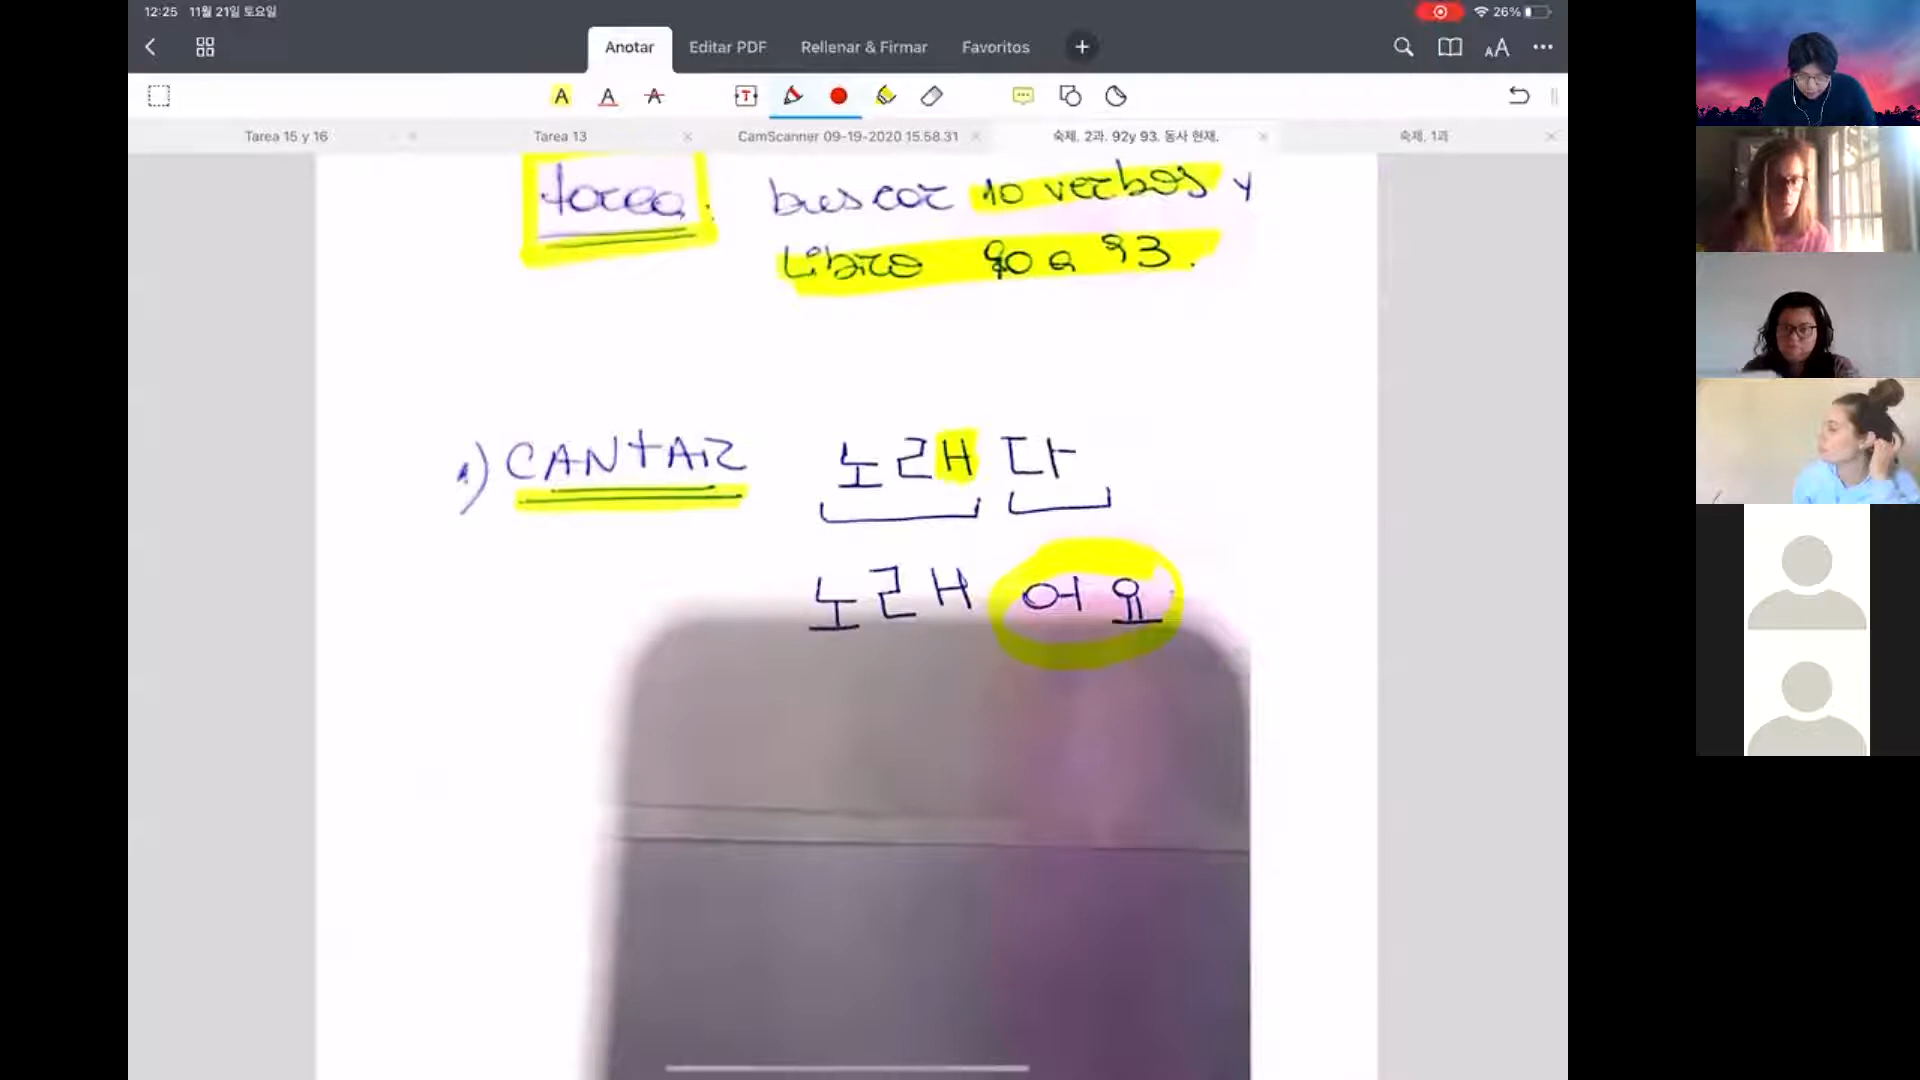 12:25 11월 21일 토요일
26%
Anotar Editar PDF Rellenar & Firmar Favoritos +
Tarea 15 y 16 Tarea 13 CamScanner 09-19-2020 15.58.31 숙제. 2과. 92y 93. 동사 현재. 숙제. 1과
tarea. buscar 10 verbos y
Libro 90 a 93.
1) CANTAR 노래 단
노래 어요